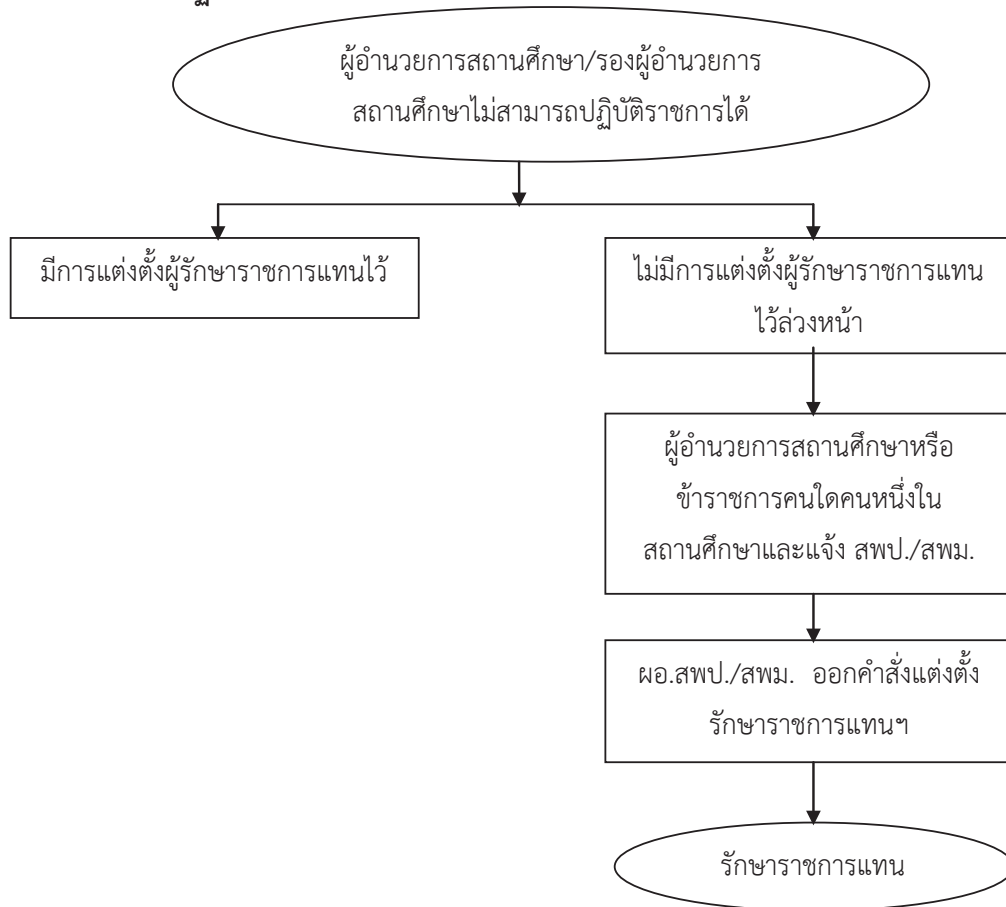 ผู้อำนวยการสถานศึกษา/รองผู้อำนวยการ
สถานศึกษาไม่สามารถปฏิบัติราชการได้
มีการแต่งตั้งผู้รักษาราชการแทนไว้
ไม่มีการแต่งตั้งผู้รักษาราชการแทน
ไว้ล่วงหน้า
ผู้อำนวยการสถานศึกษาหรือ
ข้าราชการคนใดคนหนึ่งใน
สถานศึกษาและแจ้ง สพป./สพม.
ผอ.สพป./สพม. ออกคำสั่งแต่งตั้ง
รักษาราชการแทนฯ
รักษาราชการแทน